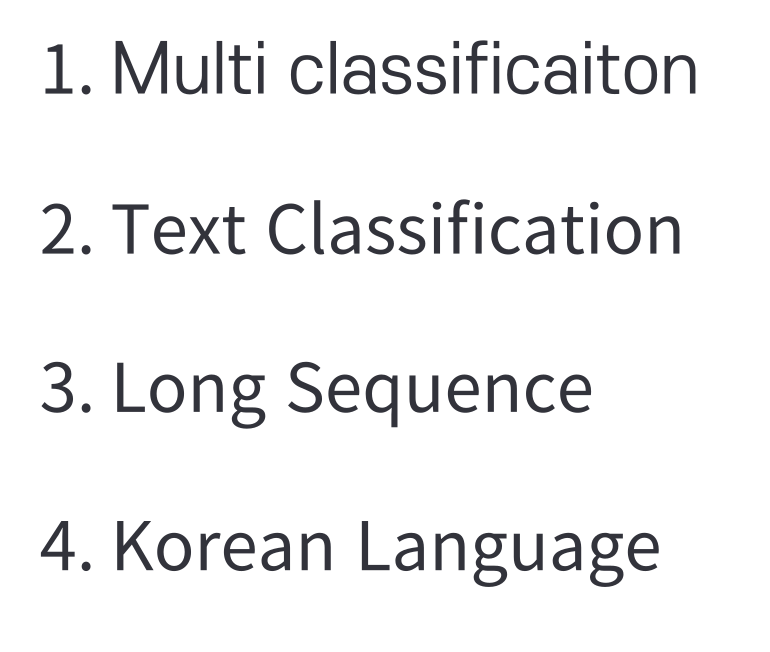 1. Multi classificaiton
2. Text Classification
3. Long Sequence
4. Korean Language